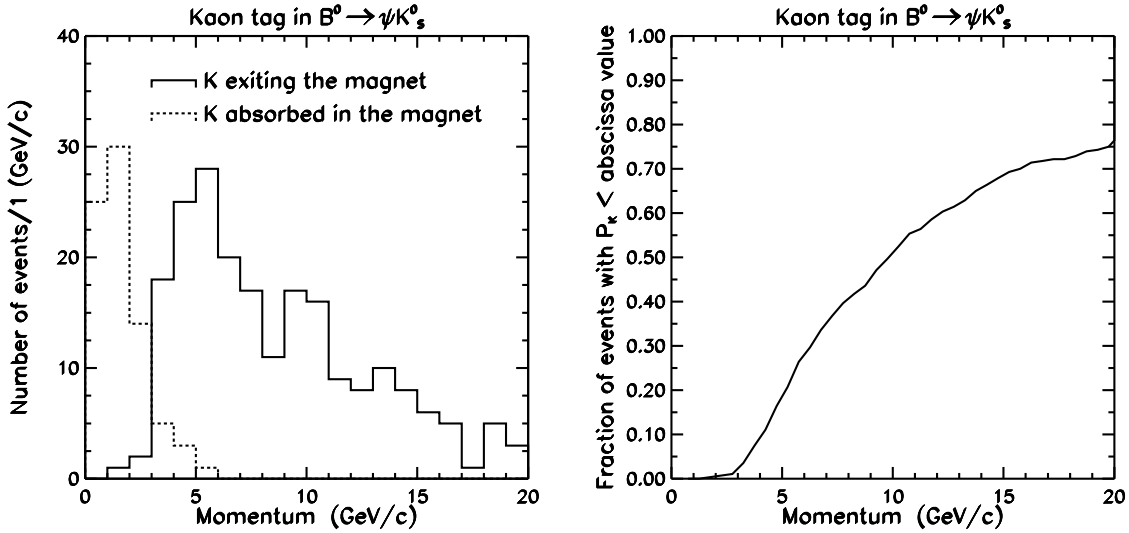 Kaon tag in B⁰ → ψK⁰ₛ
40
30
20
10
0
Number of events/1 (GeV/c)
K exiting the magnet
K absorbed in the magnet
0 5 10 15 20
Momentum (GeV/c)
Kaon tag in B⁰ → ψK⁰ₛ
1.00
0.90
0.80
0.70
0.60
0.50
0.40
0.30
0.20
0.10
0.00
Fraction of events with P_K < abscissa value
0 5 10 15 20
Momentum (GeV/c)